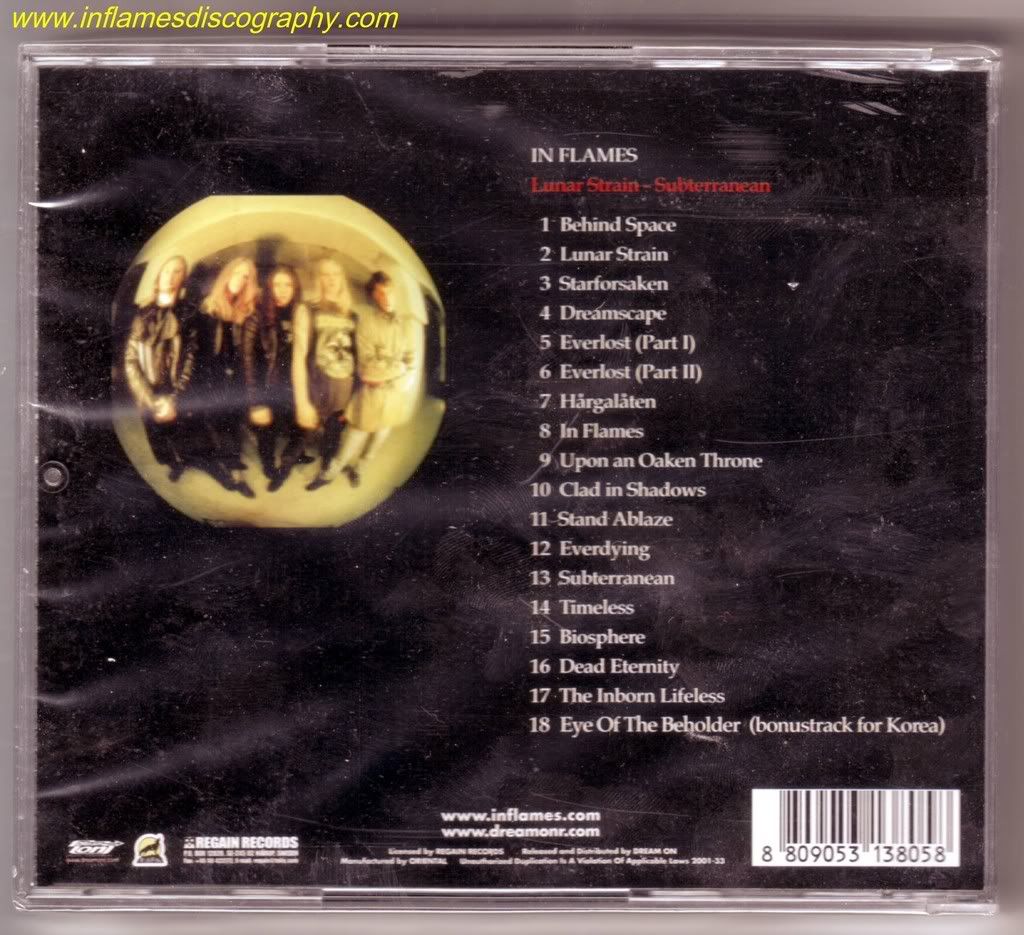 www.inflamesdiscography.com
IN FLAMES
Lunar Strain - Subterranean
1 Behind Space
2 Lunar Strain
3 Starforsaken
4 Dreamscape
5 Everlost (Part I)
6 Everlost (Part II)
7 Hårgalåten
8 In Flames
9 Upon an Oaken Throne
10 Clad in Shadows
11 Stand Ablaze
12 Everdying
13 Subterranean
14 Timeless
15 Biosphere
16 Dead Eternity
17 The Inborn Lifeless
18 Eye Of The Beholder (bonustrack for Korea)
www.inflames.com
www.dreamonr.com
REGAIN RECORDS
Licensed by REGAIN RECORDS Released and Distributed by DREAM ON
Manufactured by ORIENTAL Unauthorized Duplication Is A Violation Of Applicable Laws 2001-33
8 809053 138058